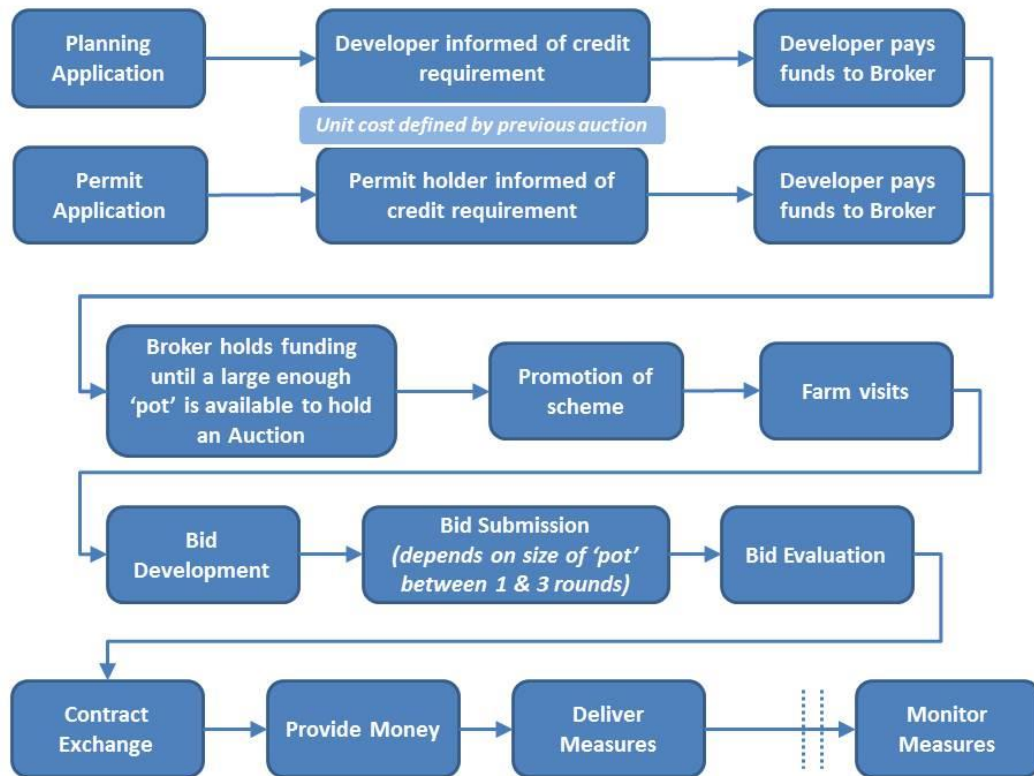 Planning
Application
Developer informed of credit
requirement
Developer pays
funds to Broker
Unit cost defined by previous auction
Permit
Application
Permit holder informed of
credit requirement
Developer pays
funds to Broker
Broker holds funding
until a large enough
‘pot’ is available to hold
an Auction
Promotion of
scheme
Farm visits
Bid
Development
Bid Submission
(depends on size of ‘pot’
between 1 & 3 rounds)
Bid Evaluation
Contract
Exchange
Provide Money
Deliver
Measures
Monitor
Measures